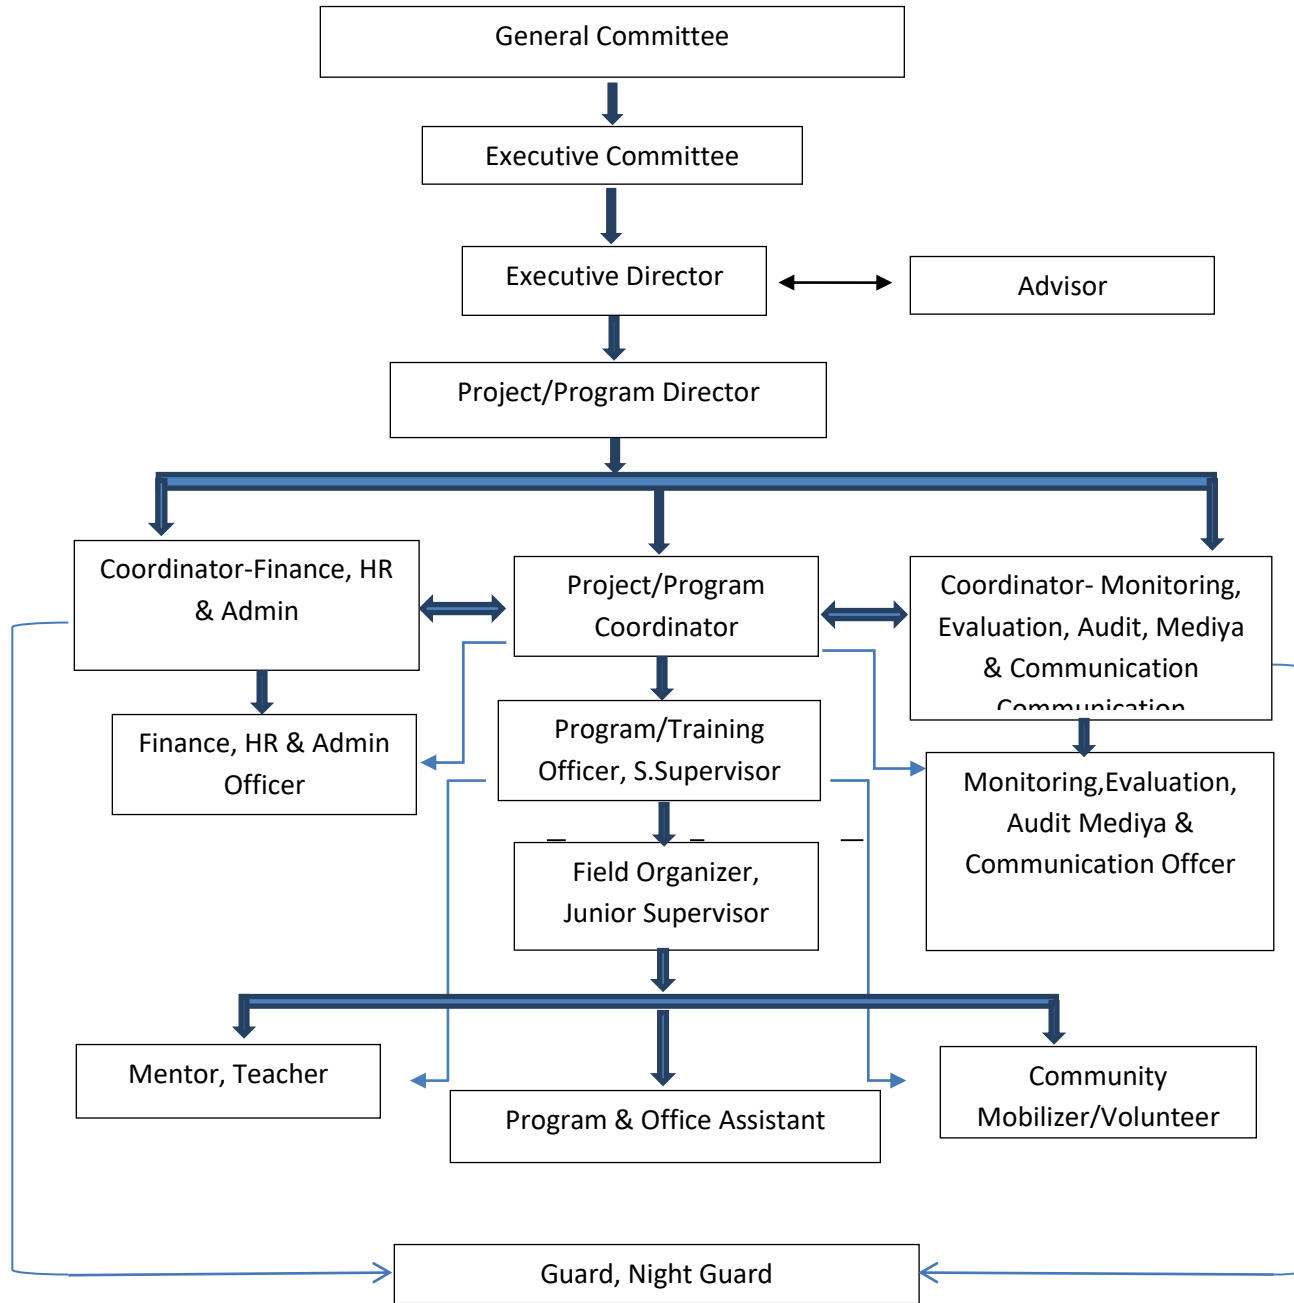 General Committee
Executive Committee
Executive Director
Advisor
Project/Program Director
Coordinator-Finance, HR
& Admin
Project/Program
Coordinator
Coordinator- Monitoring,
Evaluation, Audit, Mediya
& Communication
Communication
Finance, HR & Admin
Officer
Program/Training
Officer, S.Supervisor
Monitoring,Evaluation,
Audit Mediya &
Communication Offcer
Field Organizer,
Junior Supervisor
Mentor, Teacher
Program & Office Assistant
Community
Mobilizer/Volunteer
Guard, Night Guard